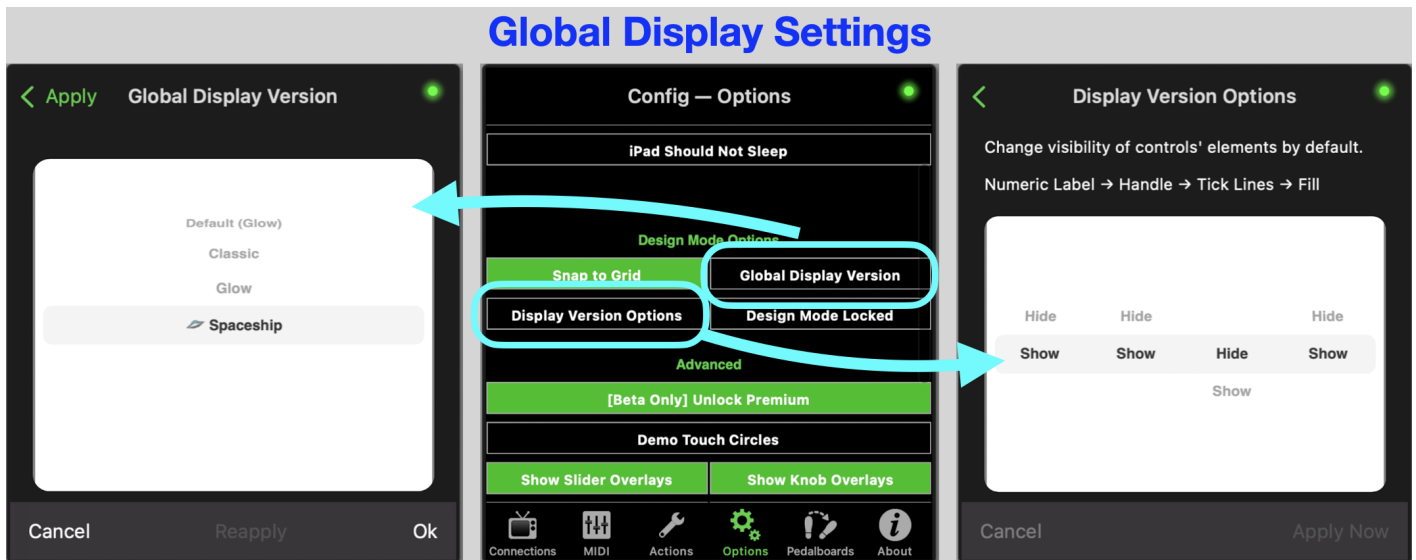 Global Display Settings
Apply
Global Display Version
Default (Glow)
Classic
Glow
Spaceship
Cancel
Reapply
Ok
Config — Options
iPad Should Not Sleep
Design Mode Options
Snap to Grid
Global Display Version
Display Version Options
Design Mode Locked
Advanced
[Beta Only] Unlock Premium
Demo Touch Circles
Show Slider Overlays
Show Knob Overlays
Connections
MIDI
Actions
Options
Pedalboards
About
Display Version Options
Change visibility of controls' elements by default.
Numeric Label → Handle → Tick Lines → Fill
Hide Hide Hide
Show Show Hide Show
Show
Cancel
Apply Now